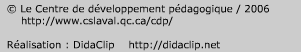 © Le Centre de développement pédagogique / 2006
http://www.cslaval.qc.ca/cdp/
Réalisation : DidaClip http://didaclip.net